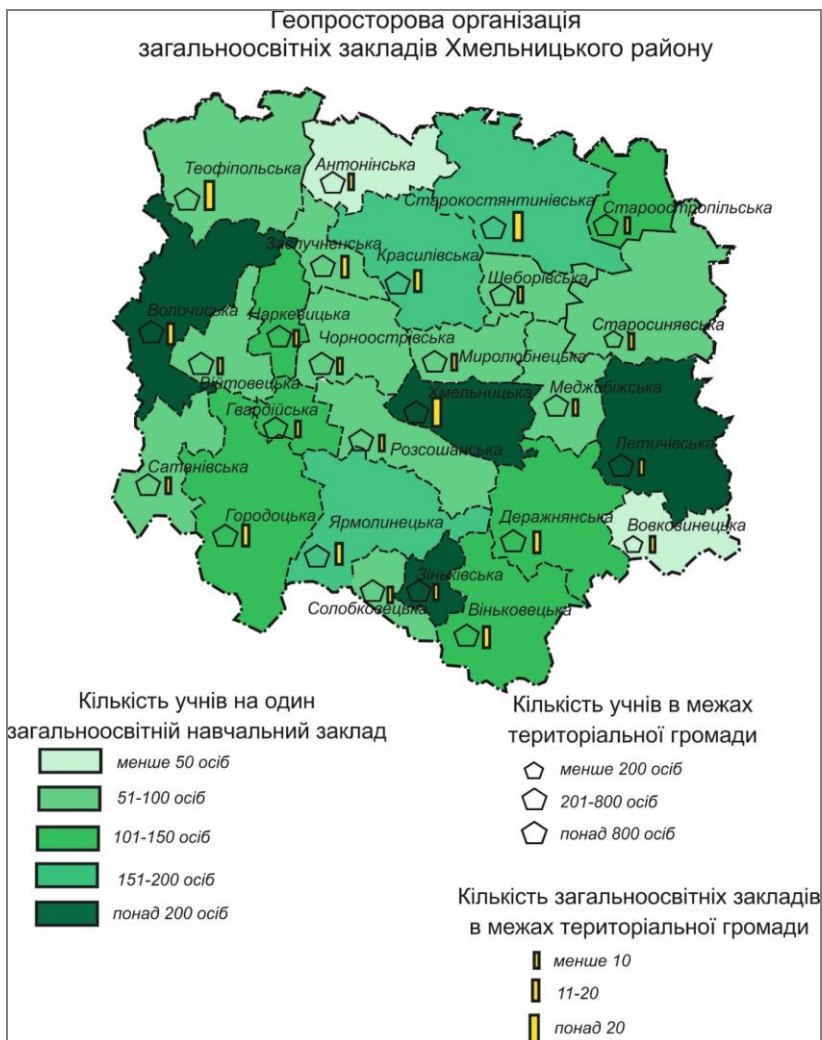 Геопросторова організація
загальноосвітніх закладів Хмельницького району
Теофіпольська
Антонінська
Старокостянтинівська
Староостропільська
Заслучненська
Красилівська
Щеборівська
Волочиська
Наркевицька
Чорноострівська
Миролюбнецька
Старосинявська
Війтовецька
Хмельницька
Меджибіжська
Гвардійська
Розсошанська
Летичівська
Сатанівська
Городоцька
Ярмолинецька
Деражнянська
Вовковинецька
Зіньківська
Солобковецька
Віньковецька
Кількість учнів на один
загальноосвітній навчальний заклад
менше 50 осіб
51-100 осіб
101-150 осіб
151-200 осіб
понад 200 осіб
Кількість учнів в межах
територіальної громади
менше 200 осіб
201-800 осіб
понад 800 осіб
Кількість загальноосвітніх закладів
в межах територіальної громади
менше 10
11-20
понад 20